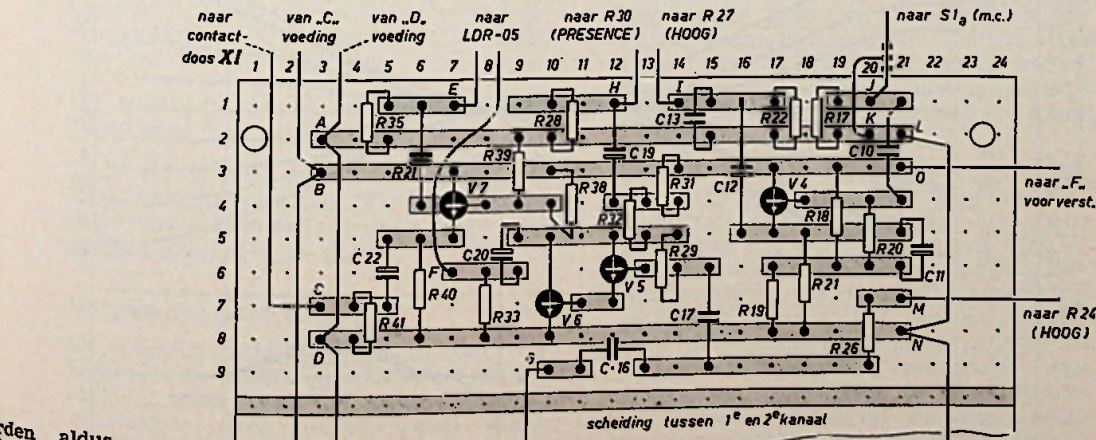 naar contact-doos XI
van „C„ voeding
van „D„ voeding
naar LDR-05
naar R30 (PRESENCE)
naar R 27 (HOOG)
naar S1a (m.c.)
1 2 3 4 5 6 7 8 9 10 11 12 13 14 15 16 17 18 19 20 21 22 23 24
1 E H I J
R35 R28 C13 R22 R17 K
2 A L
R39 C19 C10
3 B R21 R38 R31 C12 O
naar „F„ voorverst.
4 V7 V4
R32 R18
5 R29 R20
C22 C20
6 F V5 R21 C11
R40
7 C R33 V6 C17 R19 M
R41
naar R24 (HOOG)
8 D R26 N
9 G C·16
scheiding tussen 1e en 2e kanaal
rden aldus